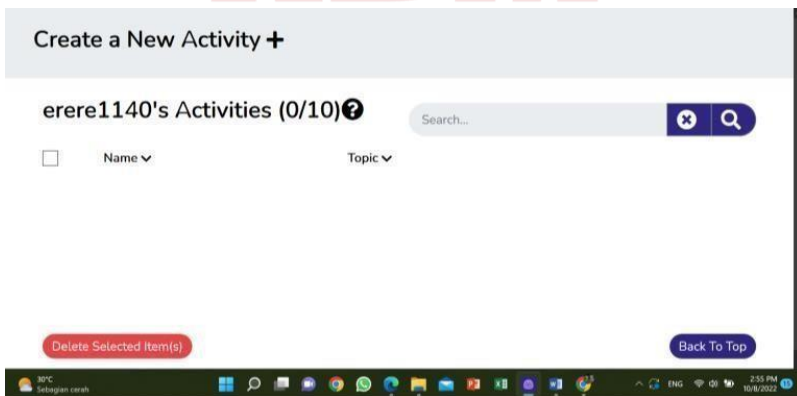 Create a New Activity +
erere1140's Activities (0/10)?
Search...
Name
Topic
Delete Selected Item(s)
Back To Top
30°C
Sebagian cerah
ENG
2:55 PM
10/8/2022